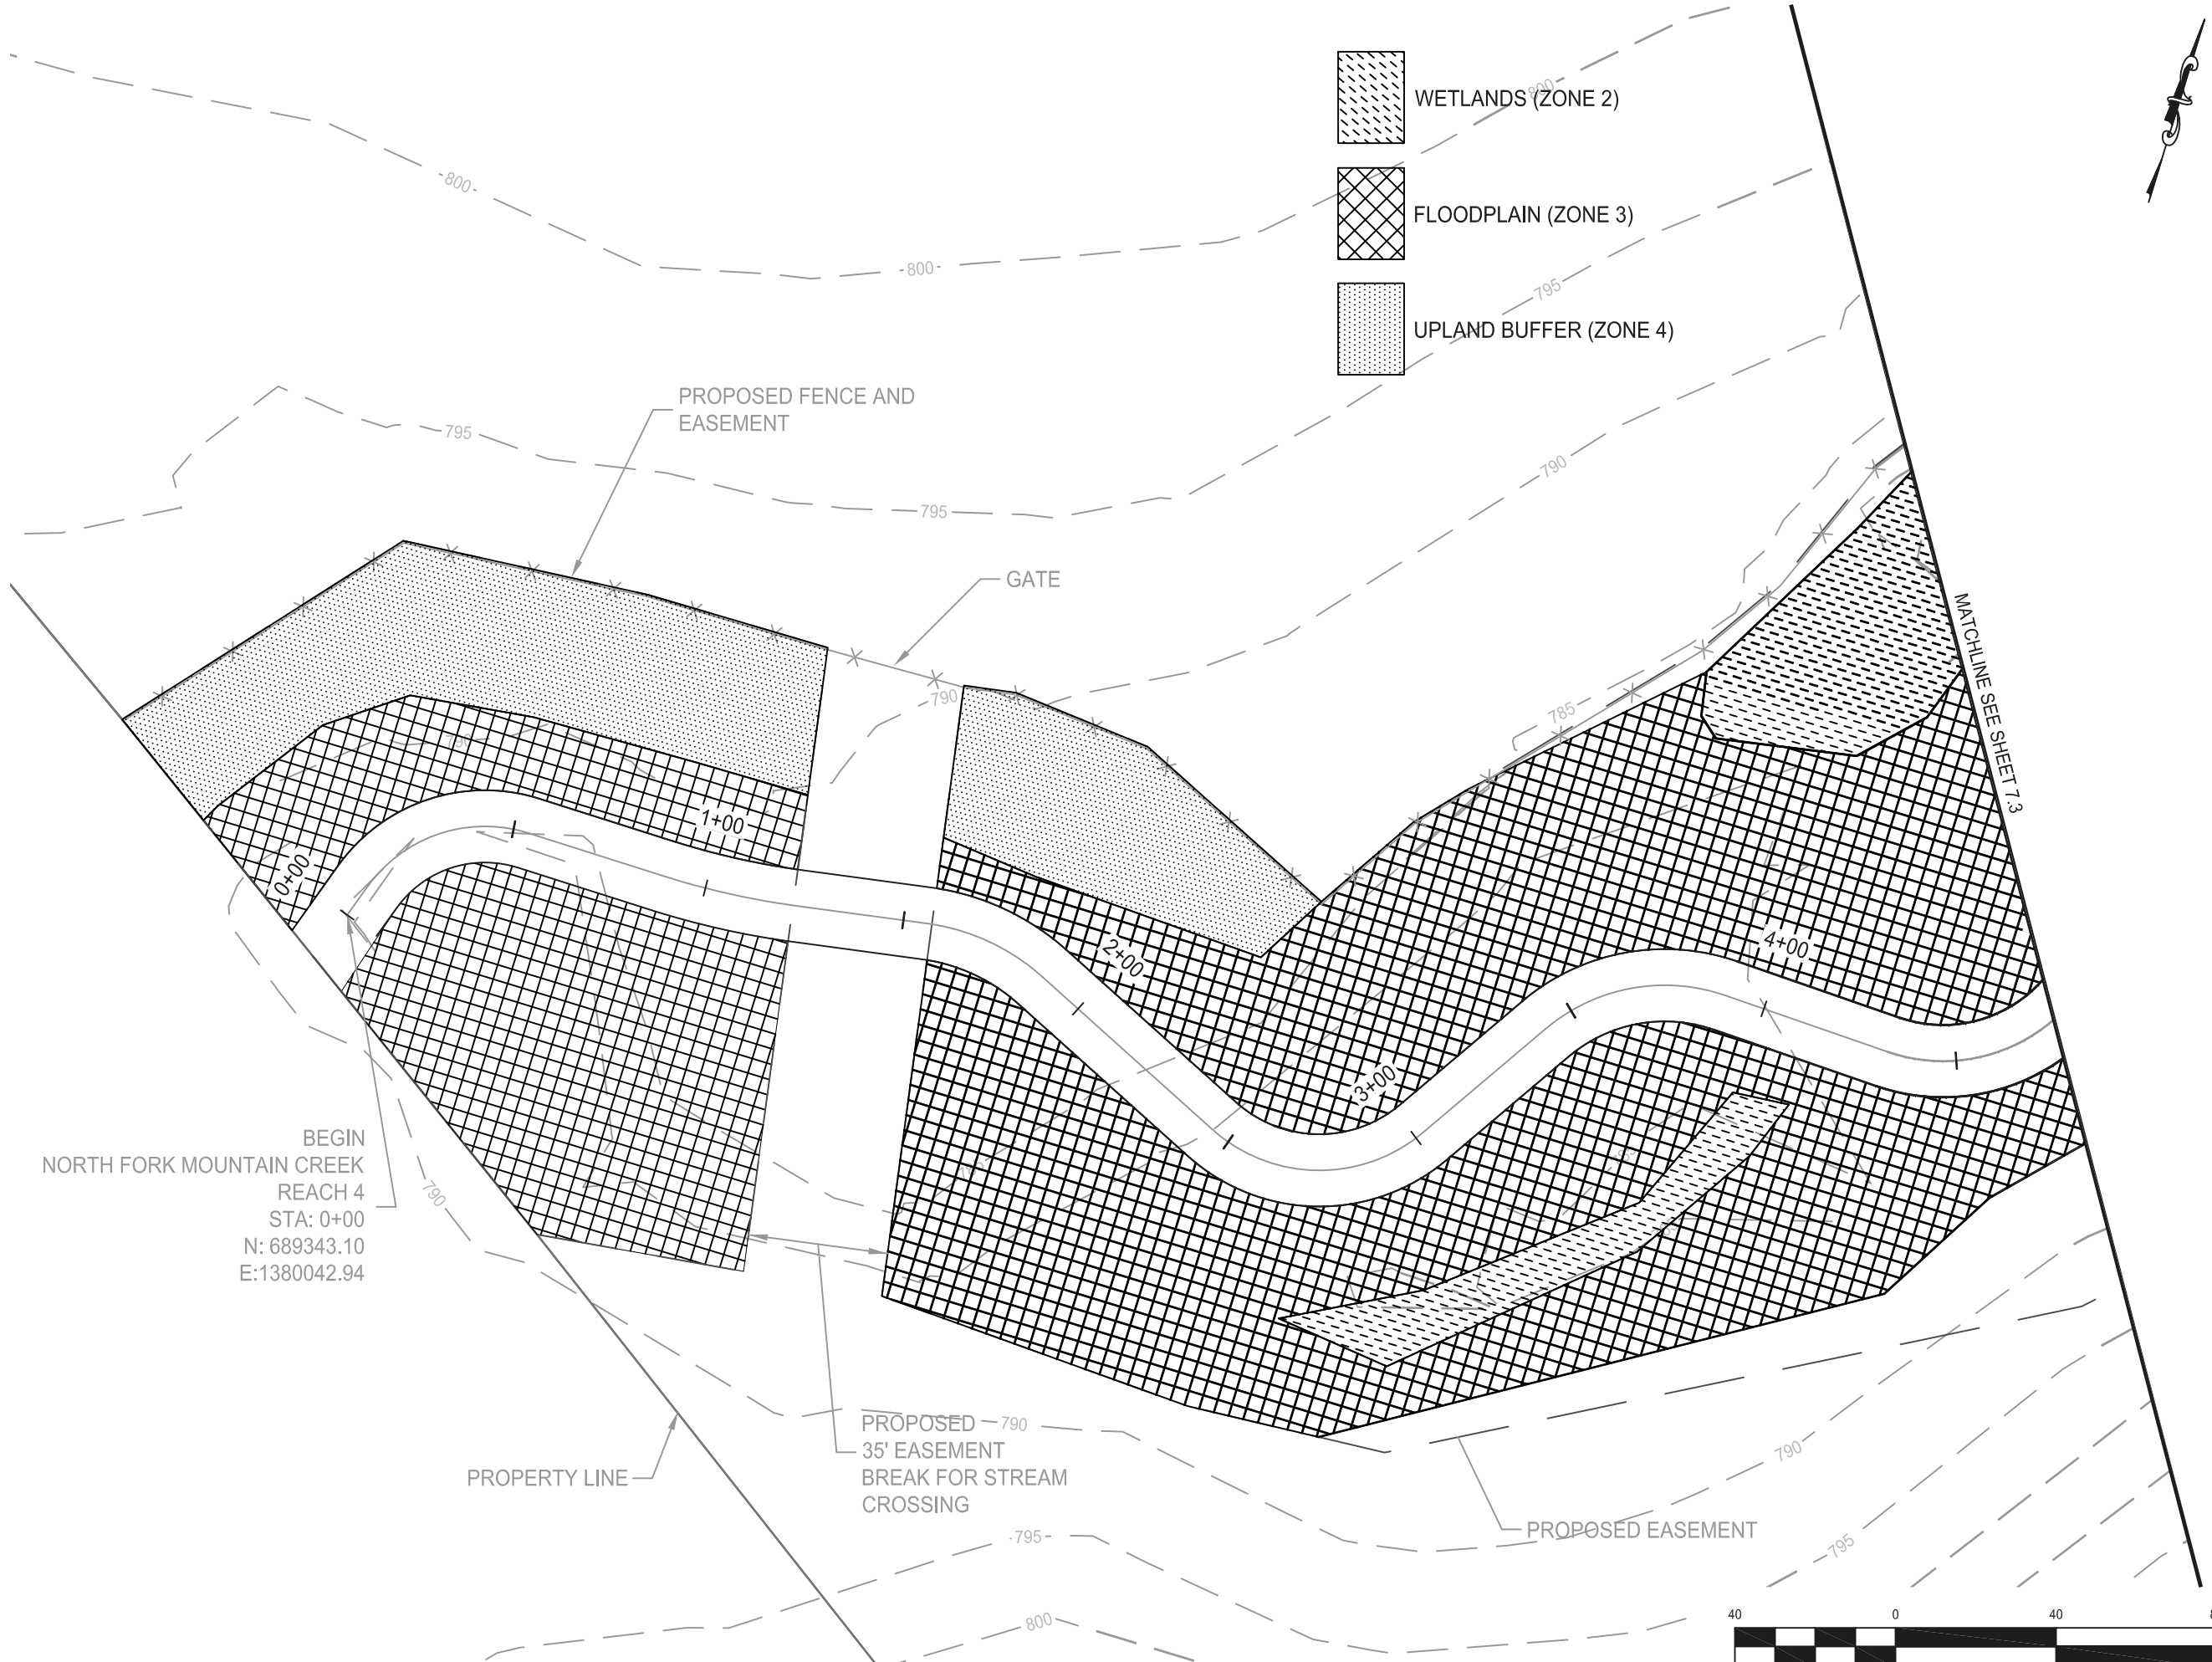 800
WETLANDS (ZONE 2)
FLOODPLAIN (ZONE 3)
UPLAND BUFFER (ZONE 4)
800
800
795
795
795
790
PROPOSED FENCE AND
EASEMENT
GATE
790
785
790
MATCHLINE SEE SHEET 7.3
0+00
1+00
2+00
3+00
4+00
BEGIN
NORTH FORK MOUNTAIN CREEK
REACH 4
STA: 0+00
N: 689343.10
E:1380042.94
790
PROPERTY LINE
PROPOSED
35' EASEMENT
BREAK FOR STREAM
CROSSING
790
790
795
795
800
PROPOSED EASEMENT
40
0
40